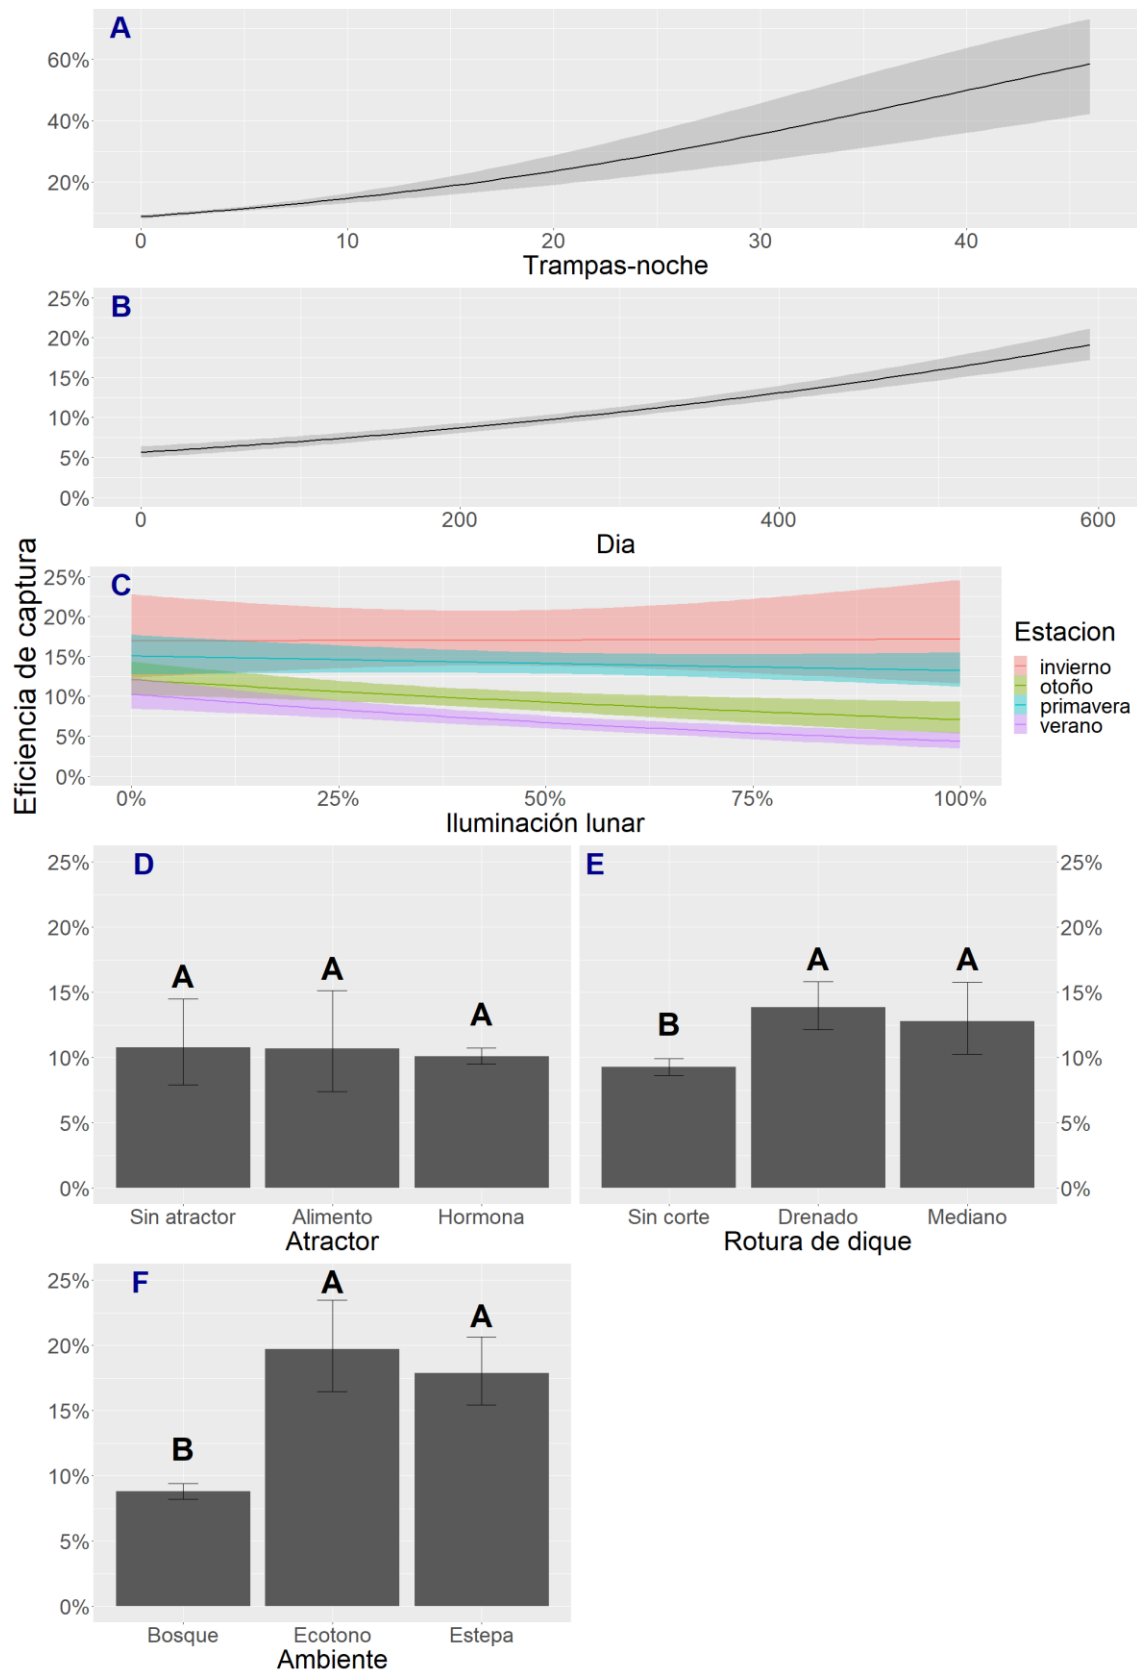 A
60%
40%
20%
0 10 20 30 40
Trampas-noche
B
25%
20%
15%
10%
5%
0%
0 200 400 600
Dia
Eficiencia de captura
C
25%
20%
15%
10%
5%
0%
0% 25% 50% 75% 100%
Iluminación lunar
Estacion
invierno
otoño
primavera
verano
D
25%
20%
15%
10%
5%
0%
A A A
Sin atractor Alimento Hormona
Atractor
E
25%
20%
15%
10%
5%
0%
B A A
Sin corte Drenado Mediano
Rotura de dique
F
25%
20%
15%
10%
5%
0%
B A A
Bosque Ecotono Estepa
Ambiente